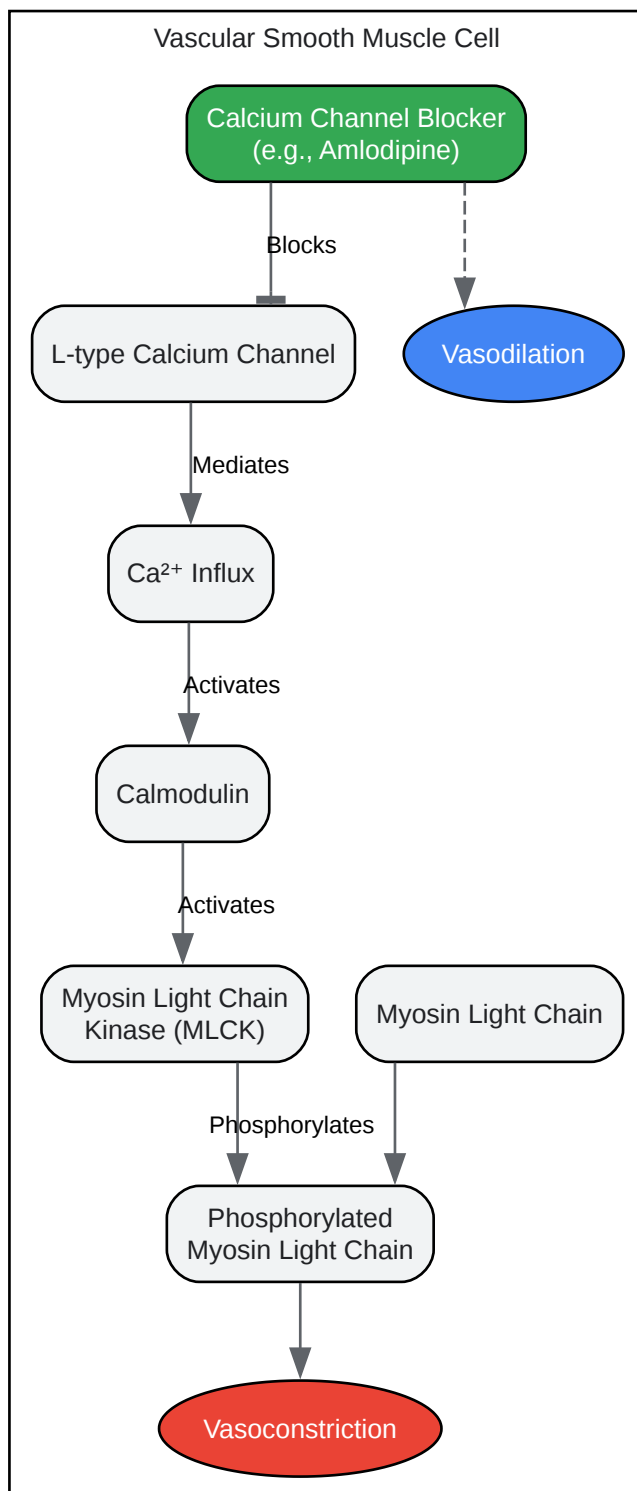 Vascular Smooth Muscle Cell
Calcium Channel Blocker
(e.g., Amlodipine)
Blocks
L-type Calcium Channel
Vasodilation
Mediates
Ca²⁺ Influx
Activates
Calmodulin
Activates
Myosin Light Chain
Kinase (MLCK)
Myosin Light Chain
Phosphorylates
Phosphorylated
Myosin Light Chain
Vasoconstriction